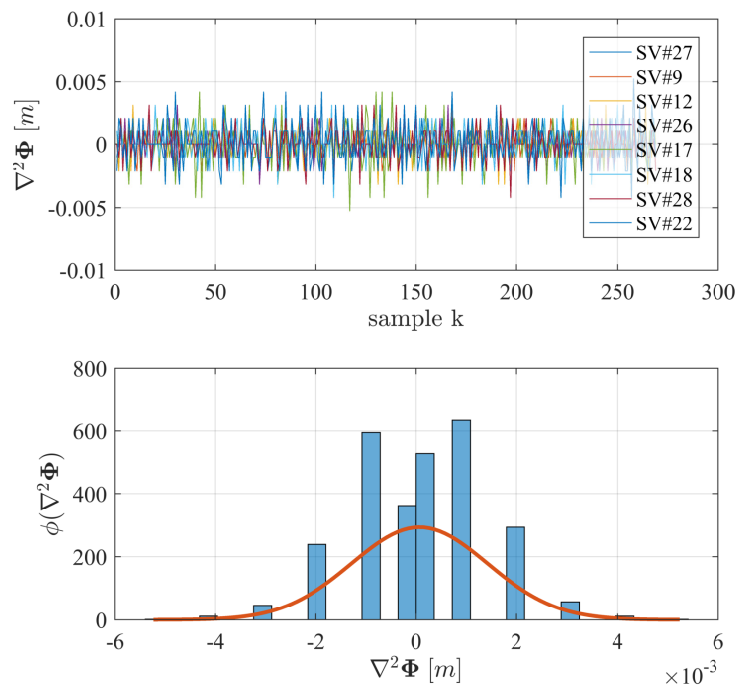 0.01
0.005
0
-0.005
-0.01
∇²Φ [m]
0 50 100 150 200 250 300
sample k
SV#27
SV#9
SV#12
SV#26
SV#17
SV#18
SV#28
SV#22
800
600
400
200
0
ϕ(∇²Φ)
-6 -4 -2 0 2 4 6
∇²Φ [m]
×10⁻³